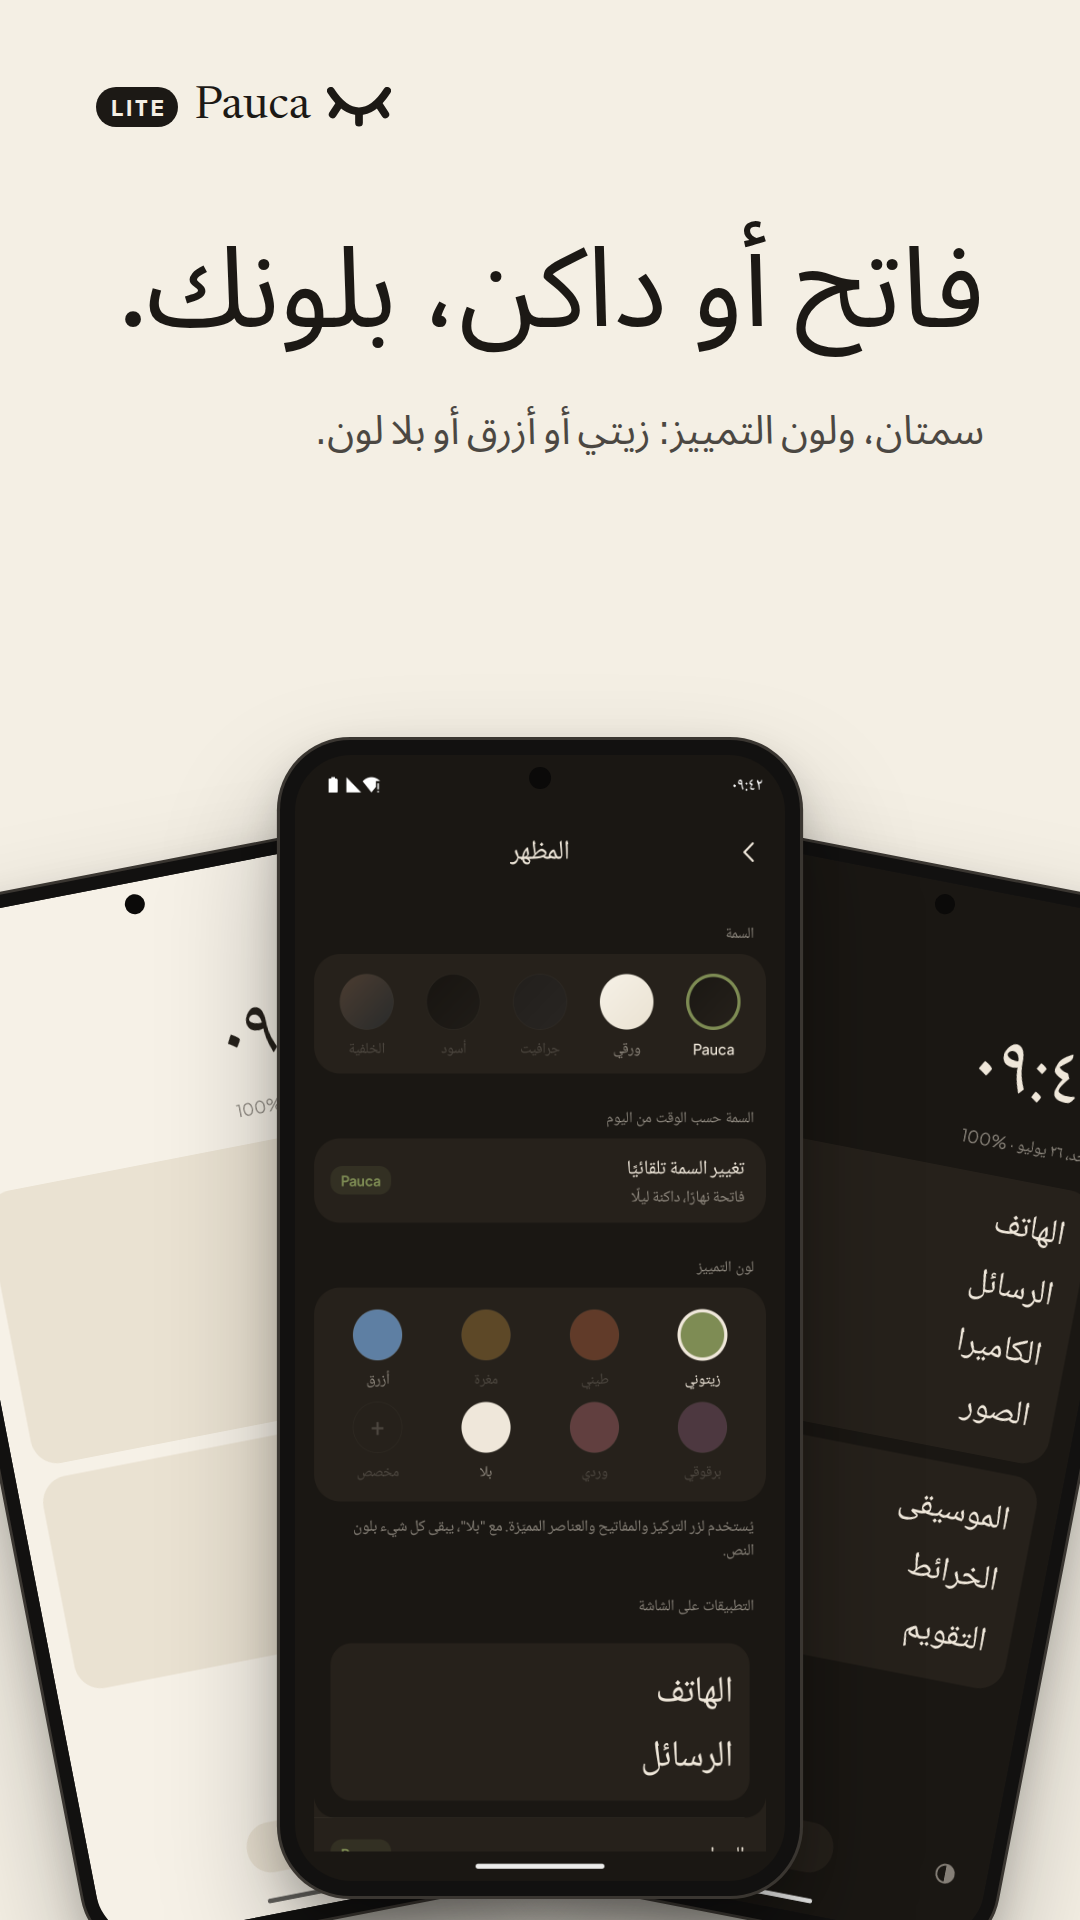 Pauca LITE
فاتح أو داكن، بلونك.
سمتان، ولون التمييز: زيتي أو أزرق أو بلا لون.
٠٩:٤٢
المظهر
السمة
Pauca ورقي جرافيت أسود الخلفية
السمة حسب الوقت من اليوم
تغيير السمة تلقائيًا
Pauca
فاتحة نهارًا، داكنة ليلًا
لون التمييز
زيتوني طيني مغرة أزرق
برقوقي وردي بلا مخصص
يُستخدم لزر التركيز والمفاتيح والعناصر المميّزة. مع "بلا"، يبقى كل شيء بلون
النص.
التطبيقات على الشاشة
الهاتف
الرسائل
٠٩:٤
٢٦ يوليو · 100%
الهاتف
الرسائل
الكاميرا
الصور
الموسيقى
الخرائط
التقويم
٠٩
100%